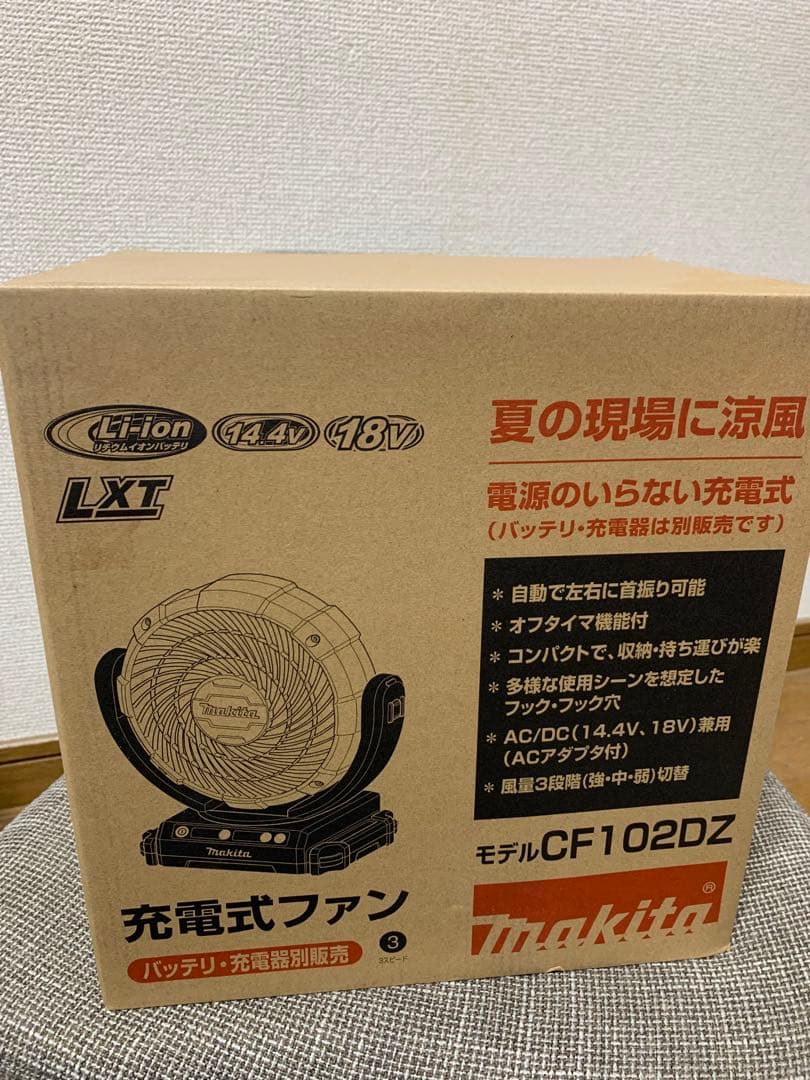 Li-ion
リチウムイオンバッテリ
14.4V
18V
LXT
夏の現場に涼風
電源のいらない充電式
(バッテリ・充電器は別販売です)
* 自動で左右に首振り可能
* オフタイマ機能付
* コンパクトで、収納・持ち運びが楽
* 多様な使用シーンを想定した
フック・フック穴
* AC/DC(14.4V、18V)兼用
(ACアダプタ付)
* 風量3段階(強・中・弱)切替
makita
makita
モデルCF102DZ
makita®
充電式ファン
バッテリ・充電器別販売
3
3スピード